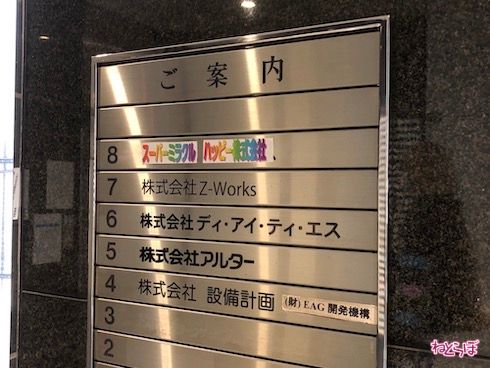 ご案内
8 スーパーミラクル ハッピー株式会社、
7 株式会社 Z-Works
6 株式会社 ディ・アイ・ティ・エス
5 株式会社アルター
4 株式会社 設備計画 (財)EAG 開発機構
3
2
ねとらぼ